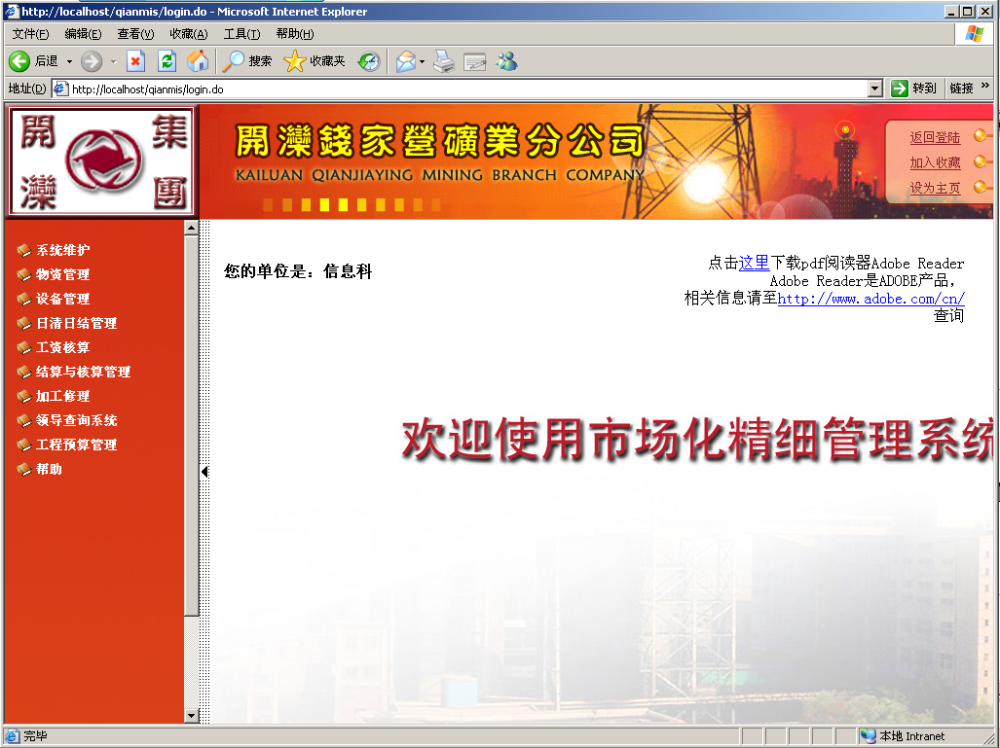 http://localhost/qianmis/login.do - Microsoft Internet Explorer
文件(F) 编辑(E) 查看(V) 收藏(A) 工具(T) 帮助(H)
后退 搜索 收藏夹
地址(D) http://localhost/qianmis/login.do 转到 链接 »
開灤集團
開灤錢家營礦業分公司
KAILUAN QIANJIAYING MINING BRANCH COMPANY
返回登陆
加入收藏
设为主页
系统维护
物资管理
设备管理
日清日结管理
工资核算
结算与核算管理
加工修理
领导查询系统
工程预算管理
帮助
您的单位是：信息科
点击这里下载pdf阅读器Adobe Reader
Adobe Reader是ADOBE产品，
相关信息请至http://www.adobe.com/cn/
查询
欢迎使用市场化精细管理系统
完毕
本地 Intranet